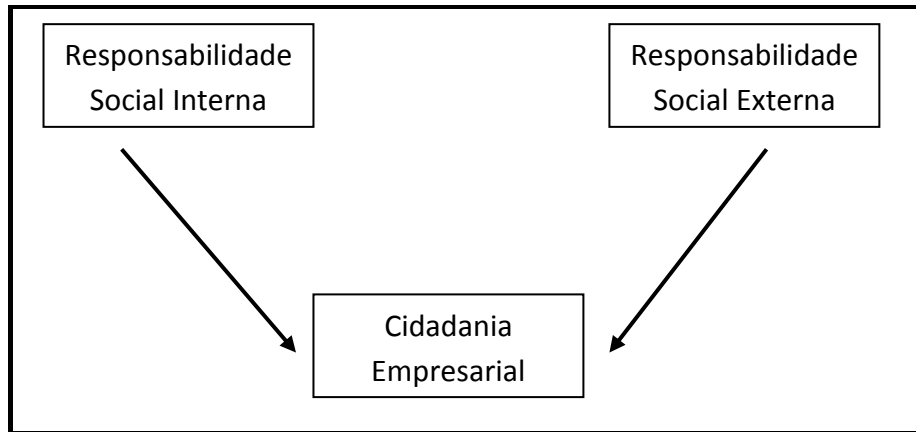 Responsabilidade
Social Interna
Responsabilidade
Social Externa
Cidadania
Empresarial